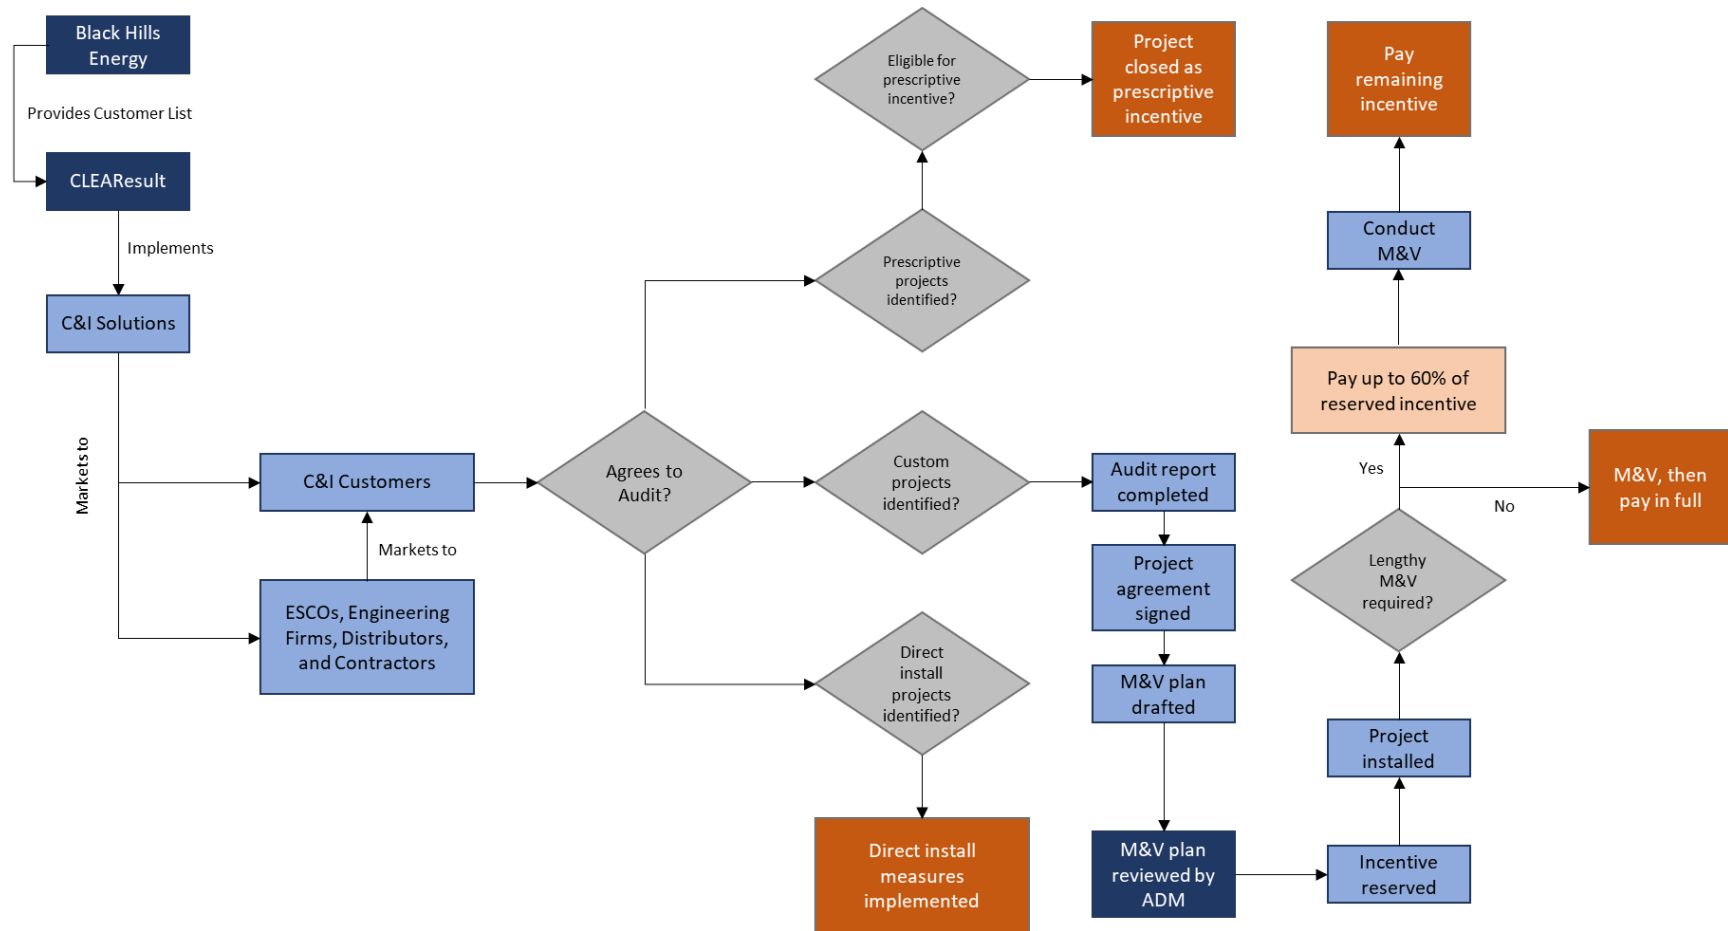 Black Hills
Energy
Provides Customer List
CLEAResult
Implements
C&I Solutions
Markets to
C&I Customers
Markets to
ESCOs, Engineering
Firms, Distributors,
and Contractors
Agrees to
Audit?
Eligible for
prescriptive
incentive?
Prescriptive
projects
identified?
Custom
projects
identified?
Direct
install
projects
identified?
Direct install
measures
implemented
Project
closed as
prescriptive
incentive
Audit report
completed
Project
agreement
signed
M&V plan
drafted
M&V plan
reviewed by
ADM
Incentive
reserved
Project
installed
Lengthy
M&V
required?
Yes
No
M&V, then
pay in full
Pay up to 60% of
reserved incentive
Conduct
M&V
Pay
remaining
incentive